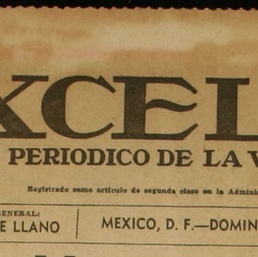 XCEL
PERIODICO DE LA V
Registrado como artículo de segunda clase en la Admini
GENERAL:
E LLANO
MEXICO, D. F.—DOMIN